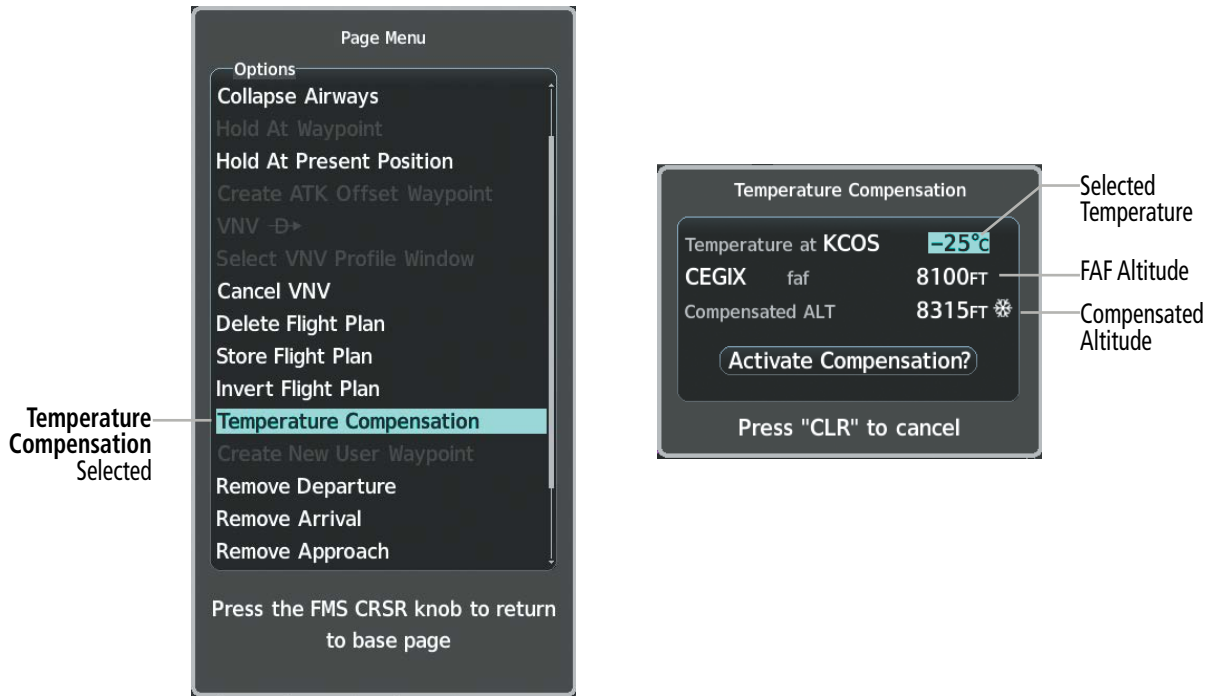 Page Menu
Options
Collapse Airways
Hold At Waypoint
Hold At Present Position
Create ATK Offset Waypoint
VNV D
Select VNV Profile Window
Cancel VNV
Delete Flight Plan
Store Flight Plan
Invert Flight Plan
Temperature Compensation
Create New User Waypoint
Remove Departure
Remove Arrival
Remove Approach
Press the FMS CRSR knob to return
to base page
Temperature
Compensation
Selected
Temperature Compensation
Temperature at KCOS -25°C
CEGIX faf 8100FT
Compensated ALT 8315FT
Activate Compensation?
Press "CLR" to cancel
Selected
Temperature
FAF Altitude
Compensated
Altitude